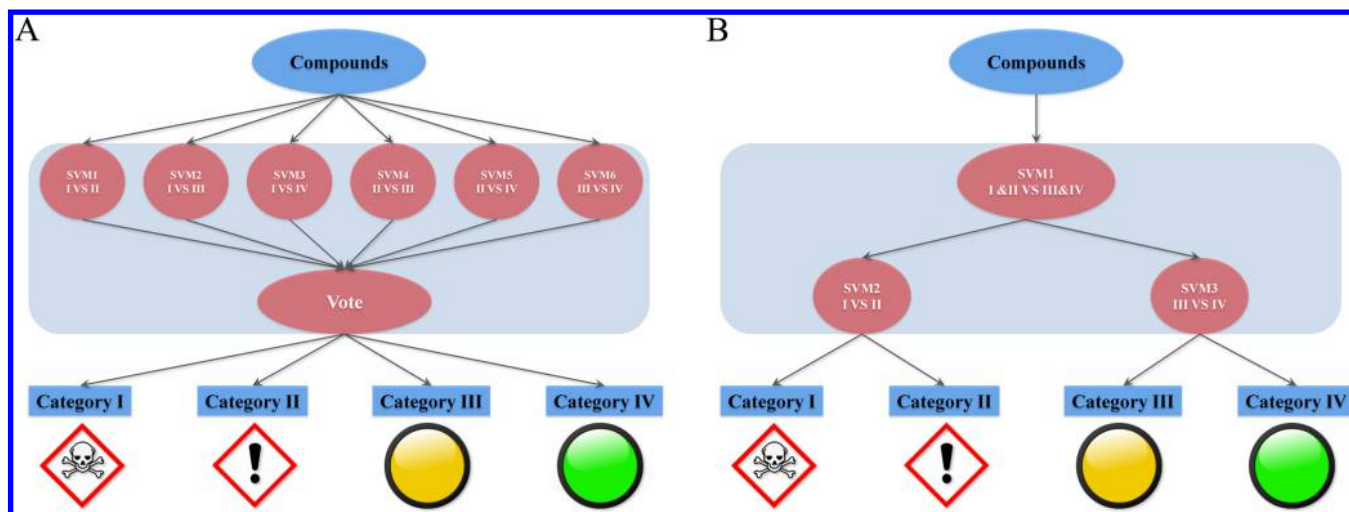 A
Compounds
SVM1
I VS II
SVM2
I VS III
SVM3
I VS IV
SVM4
II VS III
SVM5
II VS IV
SVM6
III VS IV
Vote
Category I
Category II
Category III
Category IV
B
Compounds
SVM1
I &II VS III&IV
SVM2
I VS II
SVM3
III VS IV
Category I
Category II
Category III
Category IV